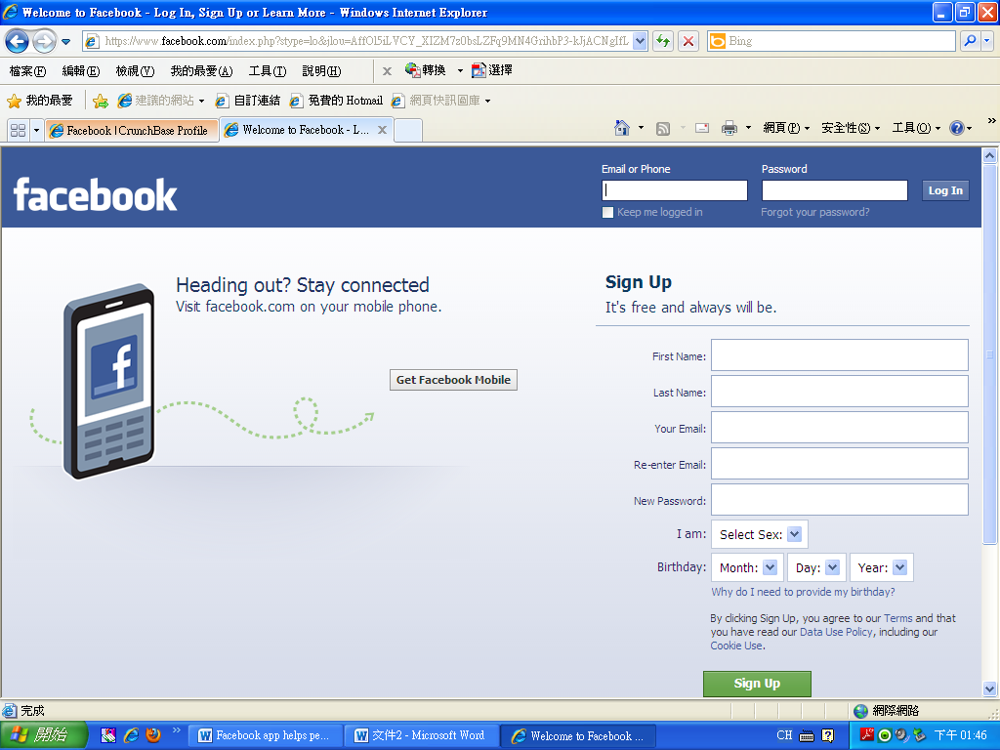 Welcome to Facebook - Log In, Sign Up or Learn More - Windows Internet Explorer
https://www.facebook.com/index.php?stype=lo&jlou=AffOl5iLVCY_XIZM7z0bsLZFq9MN4GrihbP3-kJjACNgIfL
Bing
檔案(F) 編輯(E) 檢視(V) 我的最愛(A) 工具(T) 說明(H) x 轉換 選擇
我的最愛 建議的網站 自訂連結 免費的 Hotmail 網頁快訊圖庫
Facebook | CrunchBase Profile Welcome to Facebook - L... 網頁(P) 安全性(S) 工具(O) »
facebook
Email or Phone Password
Log In
Keep me logged in Forgot your password?
Heading out? Stay connected
Visit facebook.com on your mobile phone.
f
Get Facebook Mobile
Sign Up
It's free and always will be.
First Name:
Last Name:
Your Email:
Re-enter Email:
New Password:
I am: Select Sex:
Birthday: Month: Day: Year:
Why do I need to provide my birthday?
By clicking Sign Up, you agree to our Terms and that
you have read our Data Use Policy, including our
Cookie Use.
Sign Up
完成 網際網路
開始 » Facebook app helps pe... 文件2 - Microsoft Word Welcome to Facebook ... CH 下午 01:46